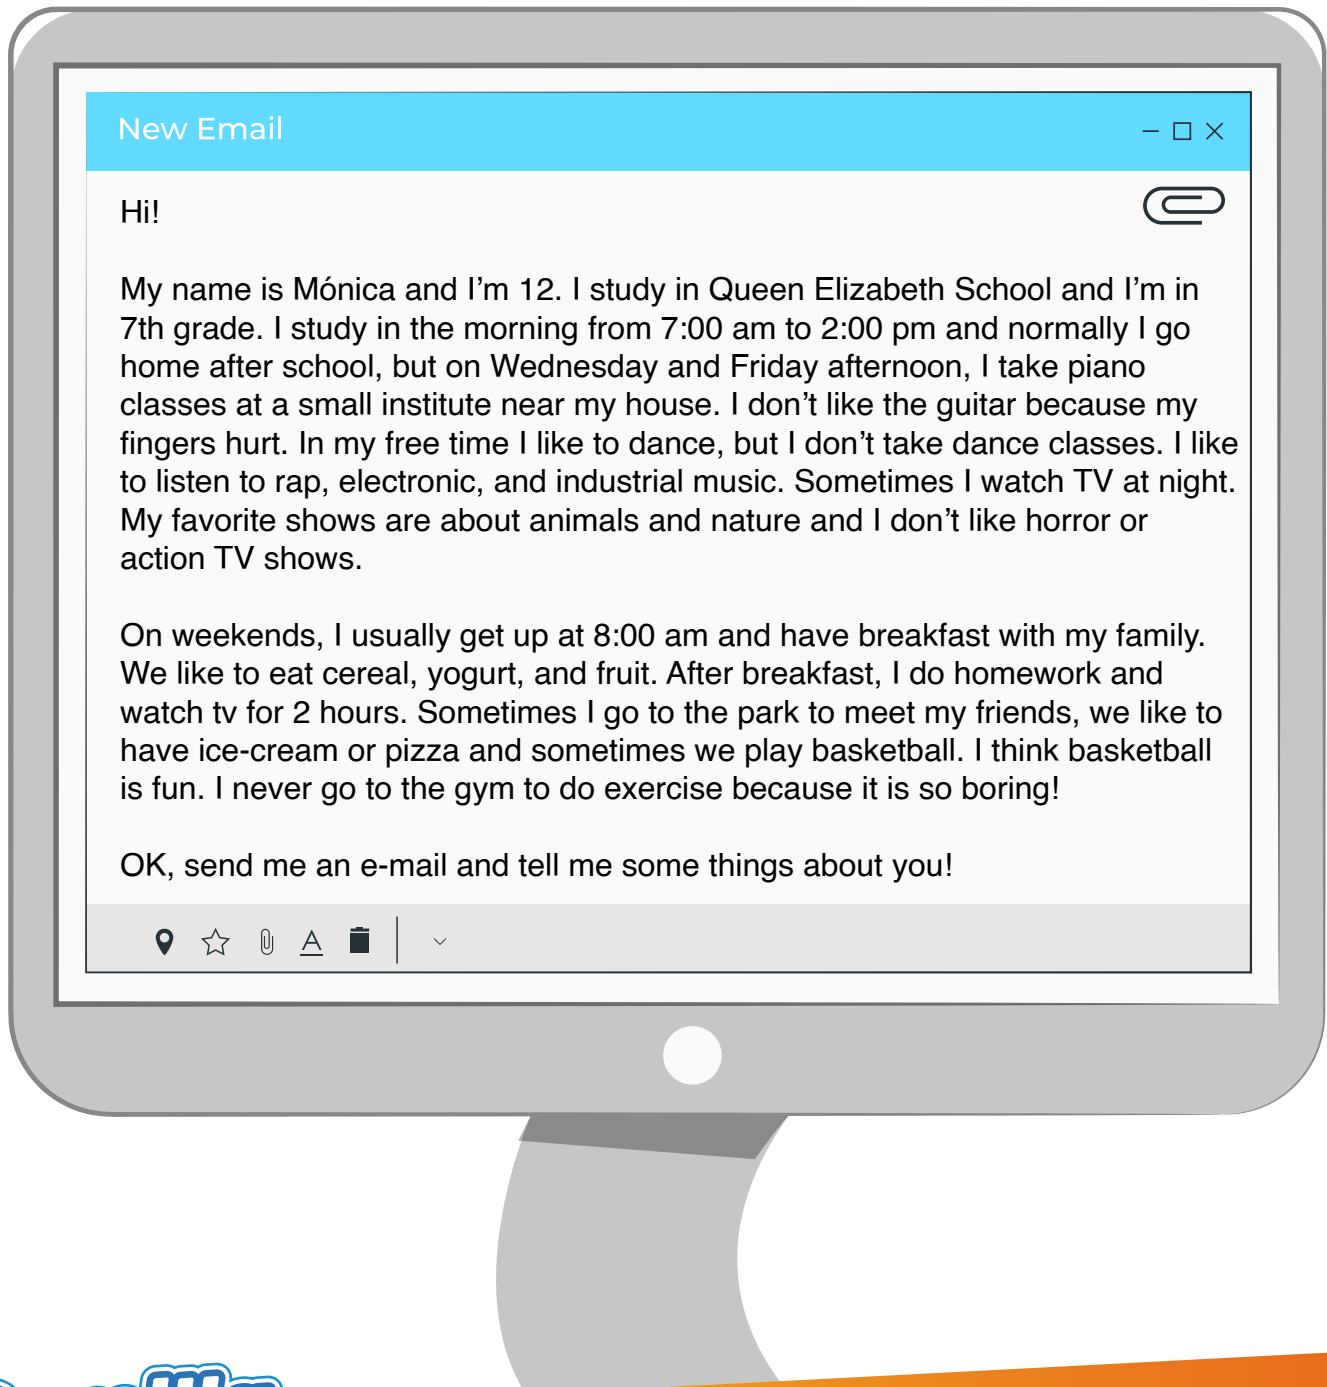 New Email
Hi!
My name is Mónica and I’m 12. I study in Queen Elizabeth School and I’m in
7th grade. I study in the morning from 7:00 am to 2:00 pm and normally I go
home after school, but on Wednesday and Friday afternoon, I take piano
classes at a small institute near my house. I don’t like the guitar because my
fingers hurt. In my free time I like to dance, but I don’t take dance classes. I like
to listen to rap, electronic, and industrial music. Sometimes I watch TV at night.
My favorite shows are about animals and nature and I don’t like horror or
action TV shows.
On weekends, I usually get up at 8:00 am and have breakfast with my family.
We like to eat cereal, yogurt, and fruit. After breakfast, I do homework and
watch tv for 2 hours. Sometimes I go to the park to meet my friends, we like to
have ice-cream or pizza and sometimes we play basketball. I think basketball
is fun. I never go to the gym to do exercise because it is so boring!
OK, send me an e-mail and tell me some things about you!
A